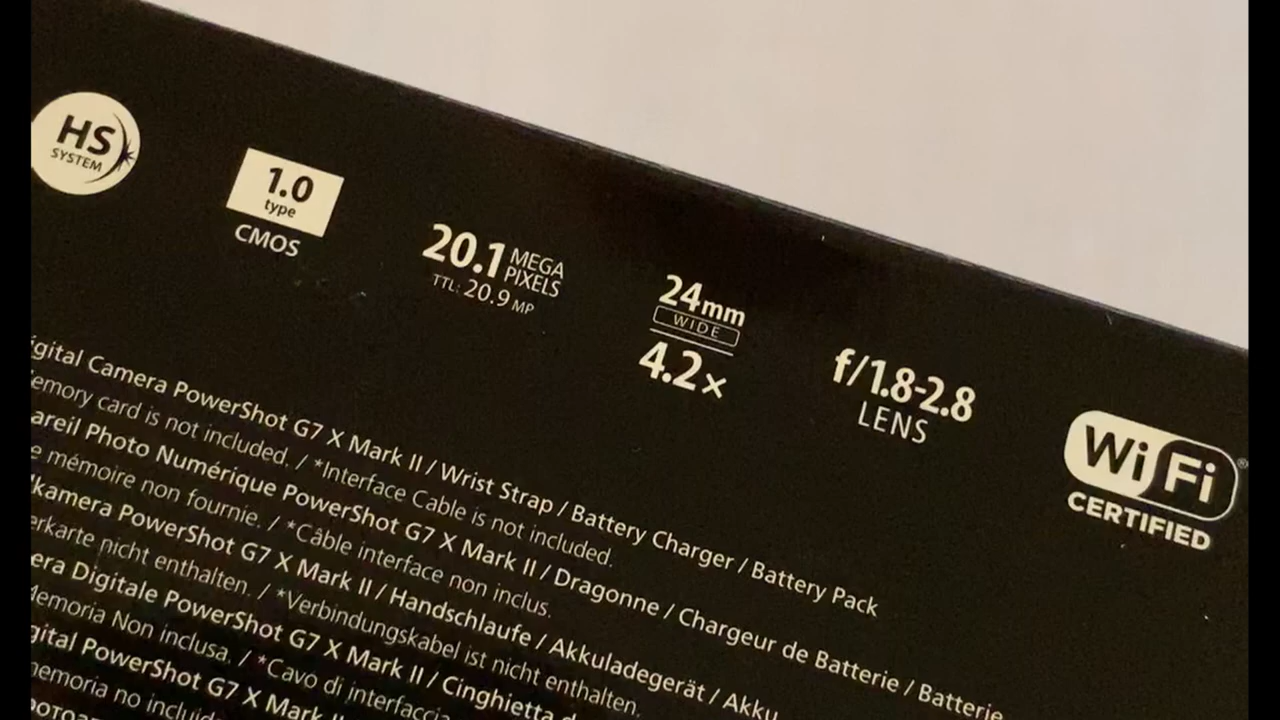 HS
SYSTEM
1.0
type
CMOS
20.1 MEGA PIXELS
TTL: 20.9 MP
24mm
WIDE
4.2x
f/1.8-2.8
LENS
Wi Fi®
CERTIFIED
igital Camera PowerShot G7 X Mark II / Wrist Strap / Battery Charger / Battery Pack
emory card is not included. / *Interface Cable is not included.
areil Photo Numérique PowerShot G7 X Mark II / Dragonne / Chargeur de Batterie / Batterie
e mémoire non fournie. / *Câble interface non inclus.
lkamera PowerShot G7 X Mark II / Handschlaufe / Akkuladegerät / Akku
erkarte nicht enthalten. / *Verbindungskabel ist nicht enthalten.
era Digitale PowerShot G7 X Mark II / Cinghietta d
emoria Non inclusa. / *Cavo di interfaccia
gital PowerShot G7 X Mark II
emoria no incluid